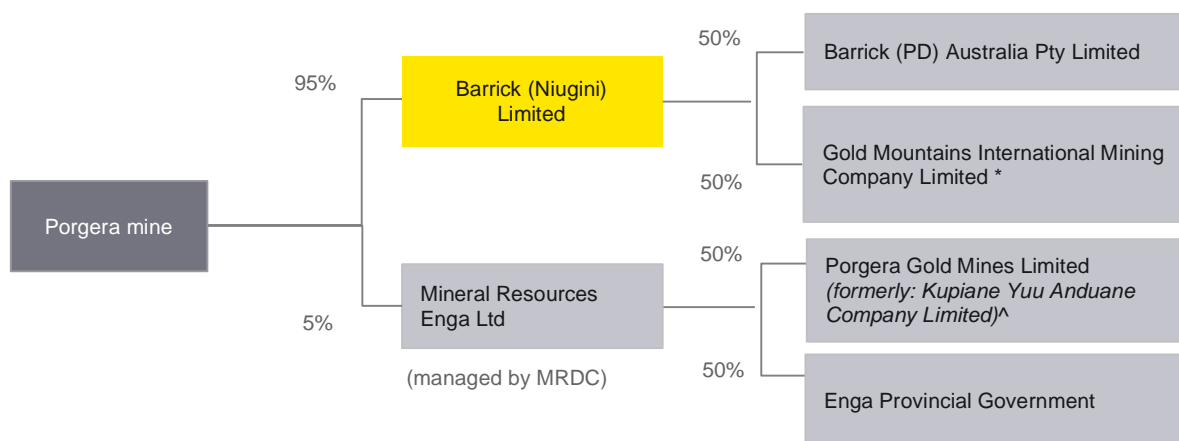 50%
Barrick (PD) Australia Pty Limited
95%
Barrick (Niugini)
Limited
Gold Mountains International Mining
Company Limited *
50%
Porgera mine
50%
Porgera Gold Mines Limited
(formerly: Kupiane Yuu Anduane
Company Limited)^
Mineral Resources
Enga Ltd
5%
(managed by MRDC)
50%
Enga Provincial Government